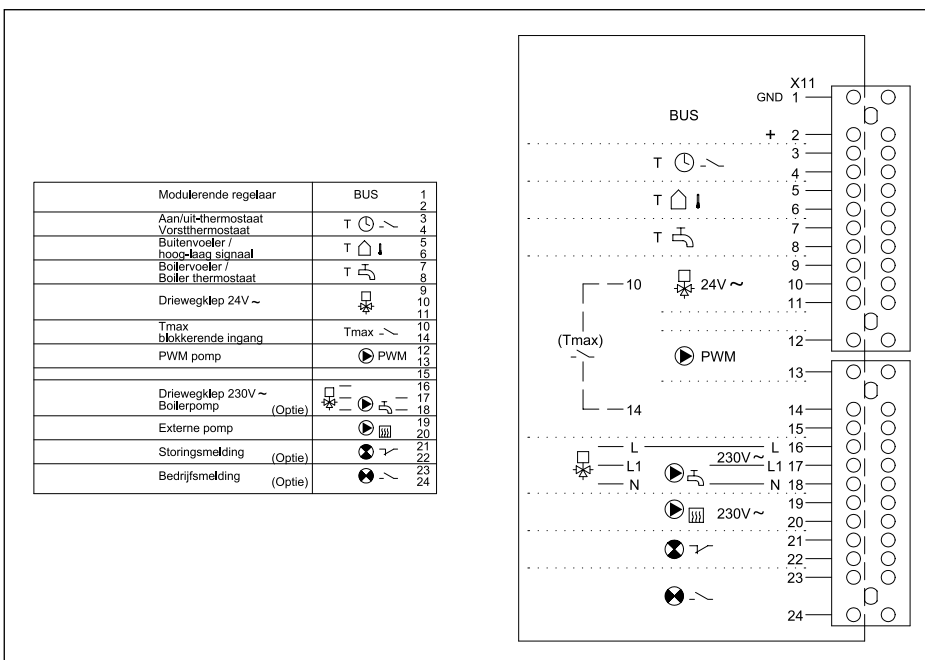 Modulerende regelaar BUS 1
2
Aan/uit-thermostaat 3
Vorstthermostaat T 4
Buitenvoeler / 5
hoog-laag signaal T 6
Boilervoeler / 7
Boiler thermostaat T 8
9
Driewegklep 24V~ 10
11
Tmax 10
blokkerende ingang Tmax 14
PWM pomp PWM 12
13
15
Driewegklep 230V~ 16
17
Boilerpomp (Optie) 18
Externe pomp 19
20
Storingsmelding 21
(Optie) 22
Bedrijfsmelding 23
(Optie) 24
X11
GND 1
BUS
+ 2
T 3
4
T 5
6
T 7
8
9
10 24V~ 10
11
(Tmax) 12
PWM
13
14 14
15
L L 16
L1 230V~ L1 17
N N 18
19
230V~ 20
21
22
23
24